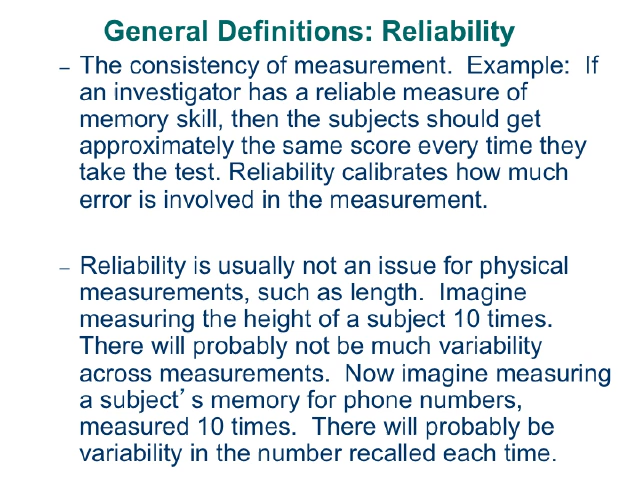 General Definitions: Reliability
– The consistency of measurement.  Example:  If
an investigator has a reliable measure of
memory skill, then the subjects should get
approximately the same score every time they
take the test. Reliability calibrates how much
error is involved in the measurement.
– Reliability is usually not an issue for physical
measurements, such as length.  Imagine
measuring the height of a subject 10 times.
There will probably not be much variability
across measurements.  Now imagine measuring
a subject’s memory for phone numbers,
measured 10 times.  There will probably be
variability in the number recalled each time.